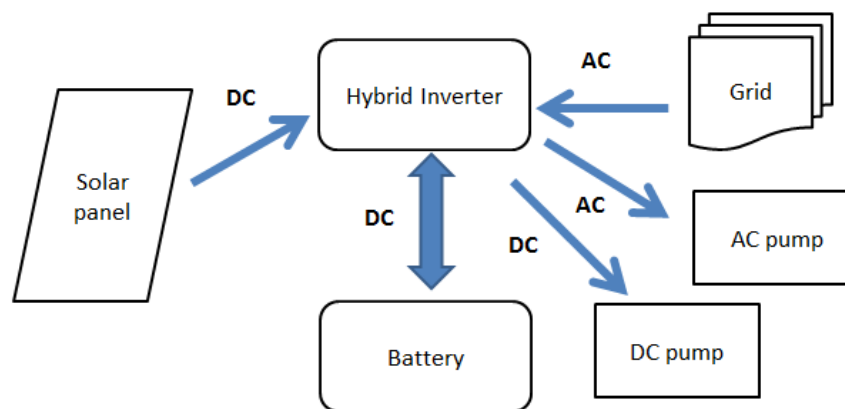 AC
Hybrid Inverter
Grid
DC
Solar
panel
DC
AC
DC
AC pump
Battery
DC pump